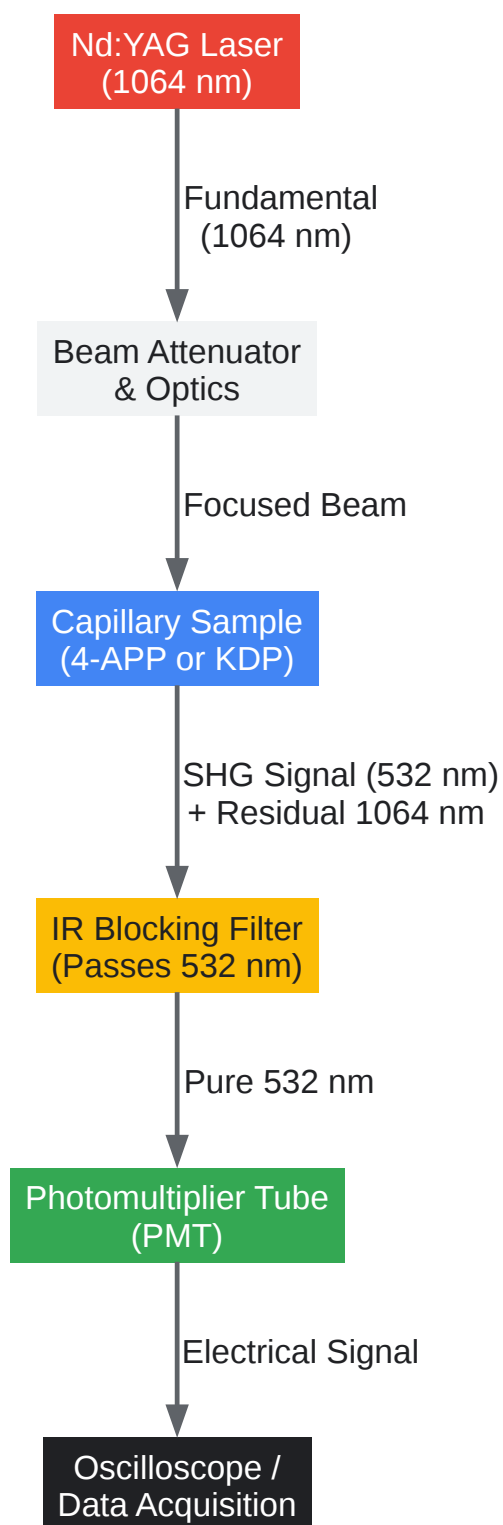 Nd:YAG Laser
(1064 nm)
Fundamental
(1064 nm)
Beam Attenuator
& Optics
Focused Beam
Capillary Sample
(4-APP or KDP)
SHG Signal (532 nm)
+ Residual 1064 nm
IR Blocking Filter
(Passes 532 nm)
Pure 532 nm
Photomultiplier Tube
(PMT)
Electrical Signal
Oscilloscope /
Data Acquisition